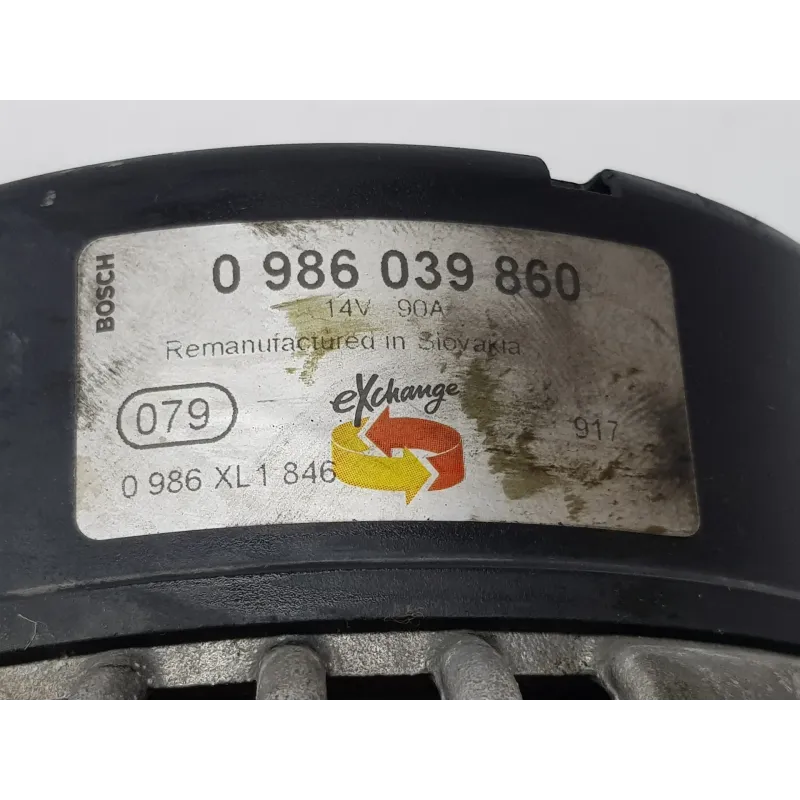 BOSCH
0 986 039 860
14V 90A
Remanufactured in Slovakia
eXchange
079
917
0 986 XL1 846